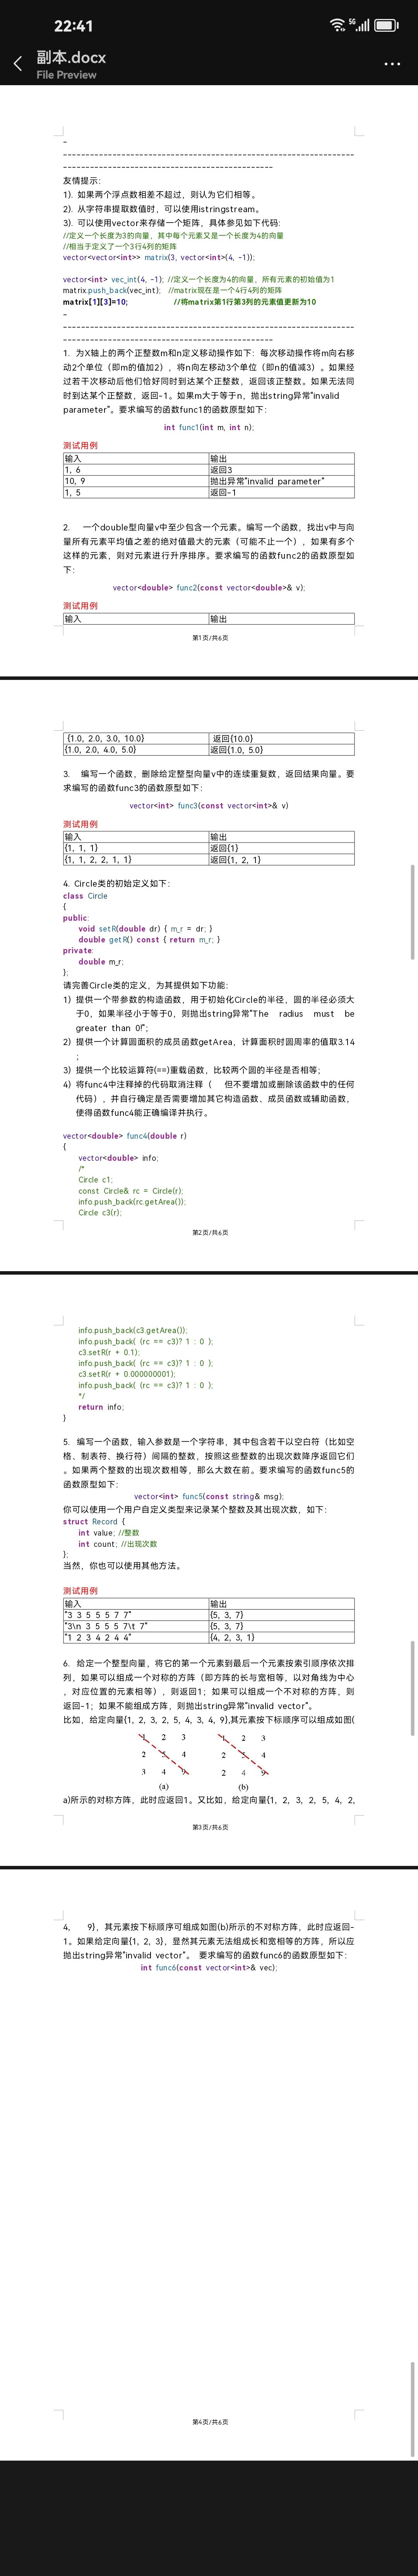 22:41
5G
副本.docx
File Preview
-
--------------------------------------------------------------------
-------------------------------------------------
友情提示:
1). 如果两个浮点数相差不超过，则认为它们相等。
2). 从字符串提取数值时，可以使用istringstream。
3). 可以使用vector来存储一个矩阵，具体参见如下代码:
//定义一个长度为3的向量，其中每个元素又是一个长度为4的向量
//相当于定义了一个3行4列的矩阵
vector<vector<int>> matrix(3, vector<int>(4, -1));
vector<int> vec_int(4, -1); //定义一个长度为4的向量，所有元素的初始值为1
matrix.push_back(vec_int); //matrix现在是一个4行4列的矩阵
matrix[1][3]=10; //将matrix第1行第3列的元素值更新为10
-
--------------------------------------------------------------------
-------------------------------------------------
1. 为X轴上的两个正整数m和n定义移动操作如下：每次移动操作将m向右移
动2个单位（即m的值加2），将n向左移动3个单位（即n的值减3）。如果经
过若干次移动后他们恰好同时到达某个正整数，返回该正整数。如果无法同
时到达某个正整数，返回-1。如果m大于等于n，抛出string异常"invalid
parameter"。要求编写的函数func1的函数原型如下：
int func1(int m, int n);
测试用例
输入 输出
1, 6 返回3
10, 9 抛出异常"invalid parameter"
1, 5 返回-1
2. 一个double型向量v中至少包含一个元素。编写一个函数，找出v中与向
量所有元素平均值之差的绝对值最大的元素（可能不止一个），如果有多个
这样的元素，则对元素进行升序排序。要求编写的函数func2的函数原型如
下：
vector<double> func2(const vector<double>& v);
测试用例
输入 输出
第1页/共6页
{1.0, 2.0, 3.0, 10.0} 返回{10.0}
{1.0, 2.0, 4.0, 5.0} 返回{1.0, 5.0}
3. 编写一个函数，删除给定整型向量v中的连续重复数，返回结果向量。要
求编写的函数func3的函数原型如下：
vector<int> func3(const vector<int>& v)
测试用例
输入 输出
{1, 1, 1} 返回{1}
{1, 1, 2, 2, 1, 1} 返回{1, 2, 1}
4. Circle类的初始定义如下：
class Circle
{
public:
void setR(double dr) { m_r = dr; }
double getR() const { return m_r; }
private:
double m_r;
};
请完善Circle类的定义，为其提供如下功能：
1) 提供一个带参数的构造函数，用于初始化Circle的半径，圆的半径必须大
于0，如果半径小于等于0，则抛出string异常"The radius must be
greater than 0!";
2) 提供一个计算圆面积的成员函数getArea，计算面积时圆周率的值取3.14
;
3) 提供一个比较运算符(==)重载函数，比较两个圆的半径是否相等；
4) 将func4中注释掉的代码取消注释（ 但不要增加或删除该函数中的任何
代码），并自行确定是否需要增加其它构造函数、成员函数或辅助函数，
使得函数func4能正确编译并执行。
vector<double> func4(double r)
{
vector<double> info;
/*
Circle c1;
const Circle& rc = Circle(r);
info.push_back(rc.getArea());
Circle c3(r);
第2页/共6页
info.push_back(c3.getArea());
info.push_back( (rc == c3)? 1 : 0 );
c3.setR(r + 0.1);
info.push_back( (rc == c3)? 1 : 0 );
c3.setR(r + 0.000000001);
info.push_back( (rc == c3)? 1 : 0 );
*/
return info;
}
5. 编写一个函数，输入参数是一个字符串，其中包含若干以空白符（比如空
格、制表符、换行符）间隔的整数，按照这些整数的出现次数降序返回它们
。如果两个整数的出现次数相等，那么大数在前。要求编写的函数func5的
函数原型如下：
vector<int> func5(const string& msg);
你可以使用一个用户自定义类型来记录某个整数及其出现次数，如下：
struct Record {
int value; //整数
int count; //出现次数
};
当然，你也可以使用其他方法。
测试用例
输入 输出
"3 3 5 5 5 7 7" {5, 3, 7}
"3\n 3 5 5 5 7\t 7" {5, 3, 7}
"1 2 3 4 2 4 4" {4, 2, 3, 1}
6. 给定一个整型向量，将它的第一个元素到最后一个元素按索引顺序依次排
列，如果可以组成一个对称的方阵（即方阵的长与宽相等，以对角线为中心
，对应位置的元素相等），则返回1；如果可以组成一个不对称的方阵，则
返回-1；如果不能组成方阵，则抛出string异常"invalid vector"。
比如，给定向量{1, 2, 3, 2, 5, 4, 3, 4, 9},其元素按下标顺序可以组成如图(
1 2 3 1 2 3
2 5 4 2 5 4
3 4 9 2 4 9
(a) (b)
a)所示的对称方阵，此时应返回1。又比如，给定向量{1, 2, 3, 2, 5, 4, 2,
第3页/共6页
4, 9}，其元素按下标顺序可组成如图(b)所示的不对称方阵，此时应返回-
1。如果给定向量{1, 2, 3}，显然其元素无法组成长和宽相等的方阵，所以应
抛出string异常"invalid vector"。 要求编写的函数func6的函数原型如下：
int func6(const vector<int>& vec);
第4页/共6页